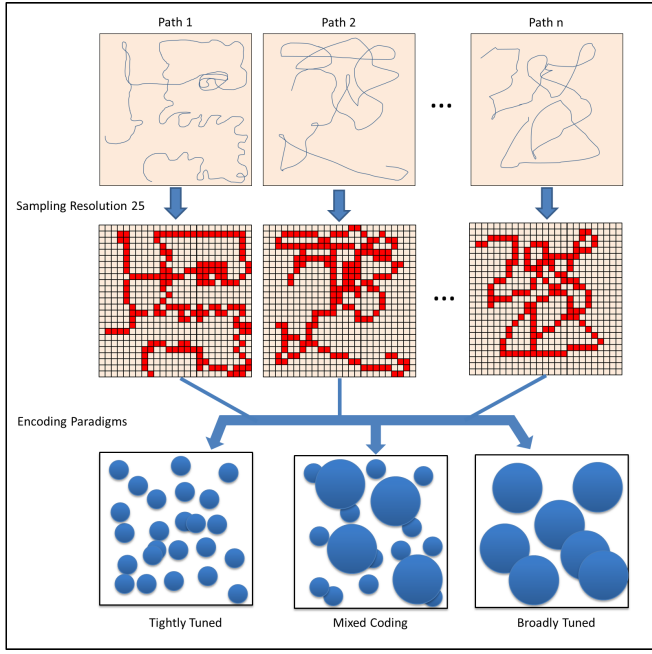 Path 1
Path 2
Path n
...
Sampling Resolution 25
...
Encoding Paradigms
Tightly Tuned
Mixed Coding
Broadly Tuned